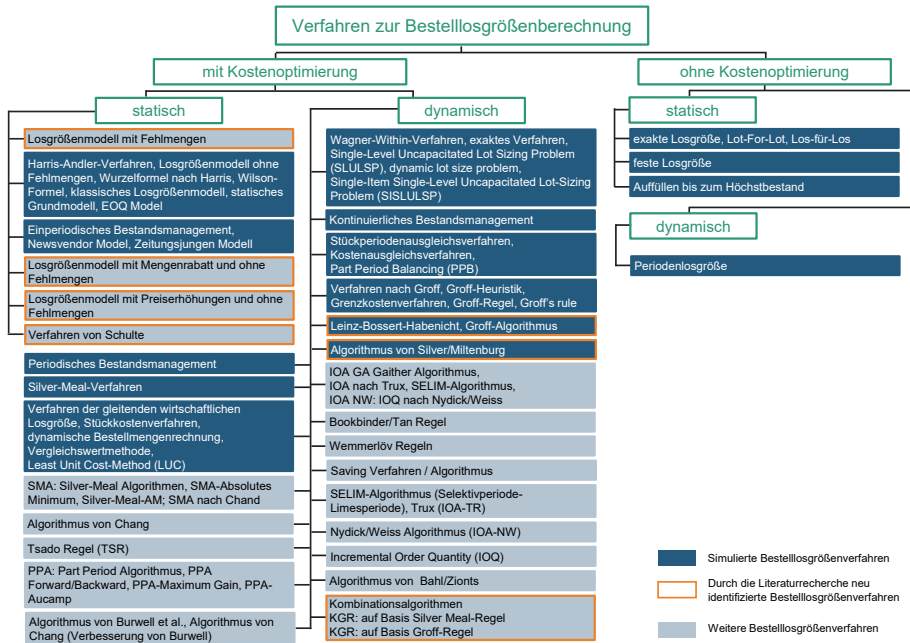 Verfahren zur Bestelllosgrößenberechnung
mit Kostenoptimierung
ohne Kostenoptimierung
statisch
Losgrößenmodell mit Fehlmengen
Harris-Andler-Verfahren, Losgrößenmodell ohne
Fehlmengen, Wurzelformel nach Harris, Wilson-
Formel, klassisches Losgrößenmodell, statisches
Grundmodell, EOQ Model
Einperiodisches Bestandsmanagement,
Newsvendor Model, Zeitungsjungen Modell
Losgrößenmodell mit Mengenrabatt und ohne
Fehlmengen
Losgrößenmodell mit Preiserhöhungen und ohne
Fehlmengen
Verfahren von Schulte
Periodisches Bestandsmanagement
Silver-Meal-Verfahren
Verfahren der gleitenden wirtschaftlichen
Losgröße, Stückkostenverfahren,
dynamische Bestellmengenrechnung,
Vergleichswertmethode,
Least Unit Cost-Method (LUC)
SMA: Silver-Meal Algorithmen, SMA-Absolutes
Minimum, Silver-Meal-AM; SMA nach Chand
Algorithmus von Chang
Tsado Regel (TSR)
PPA: Part Period Algorithmus, PPA
Forward/Backward, PPA-Maximum Gain, PPA-
Aucamp
Algorithmus von Burwell et al., Algorithmus von
Chang (Verbesserung von Burwell)
dynamisch
Wagner-Within-Verfahren, exaktes Verfahren,
Single-Level Uncapacitated Lot Sizing Problem
(SLULSP), dynamic lot size problem,
Single-Item Single-Level Uncapacitated Lot-Sizing
Problem (SISLULSP)
Kontinuierliches Bestandsmanagement
Stückperiodenausgleichsverfahren,
Kostenausgleichsverfahren,
Part Period Balancing (PPB)
Verfahren nach Groff, Groff-Heuristik,
Grenzkostenverfahren, Groff-Regel, Groff's rule
Leinz-Bossert-Habenicht, Groff-Algorithmus
Algorithmus von Silver/Miltenburg
IOA GA Gaither Algorithmus,
IOA nach Trux, SELIM-Algorithmus,
IOA NW: IOQ nach Nydick/Weiss
Bookbinder/Tan Regel
Wemmerlöv Regeln
Saving Verfahren / Algorithmus
SELIM-Algorithmus (Selektivperiode-
Limesperiode), Trux (IOA-TR)
Nydick/Weiss Algorithmus (IOA-NW)
Incremental Order Quantity (IOQ)
Algorithmus von Bahl/Zionts
Kombinationsalgorithmen
KGR: auf Basis Silver Meal-Regel
KGR: auf Basis Groff-Regel
statisch
exakte Losgröße, Lot-For-Lot, Los-für-Los
feste Losgröße
Auffüllen bis zum Höchstbestand
dynamisch
Periodenlosgröße
Simulierte Bestelllosgrößenverfahren
Durch die Literaturrecherche neu
identifizierte Bestelllosgrößenverfahren
Weitere Bestelllosgrößenverfahren